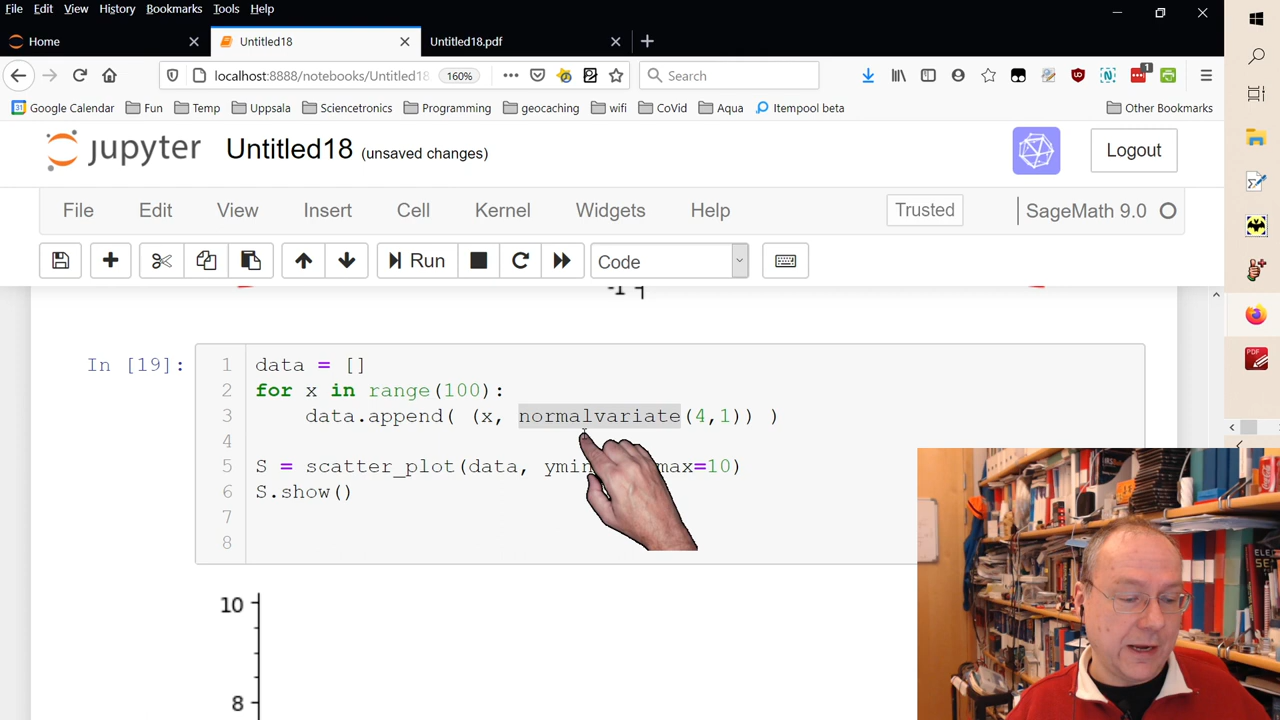 File Edit View History Bookmarks Tools Help
Home Untitled18 Untitled18.pdf
localhost:8888/notebooks/Untitled18. 160% Search 1
Google Calendar Fun Temp Uppsala Sciencetronics Programming geocaching wifi CoVid Aqua Itempool beta Other Bookmarks
jupyter Untitled18 (unsaved changes) Logout
File Edit View Insert Cell Kernel Widgets Help Trusted SageMath 9.0
Run Code
In [19]:
1 data = []
2 for x in range(100):
3 data.append( (x, normalvariate(4,1)) )
4
5 S = scatter_plot(data, ymin max=10)
6 S.show()
7
8
10
8
PDF